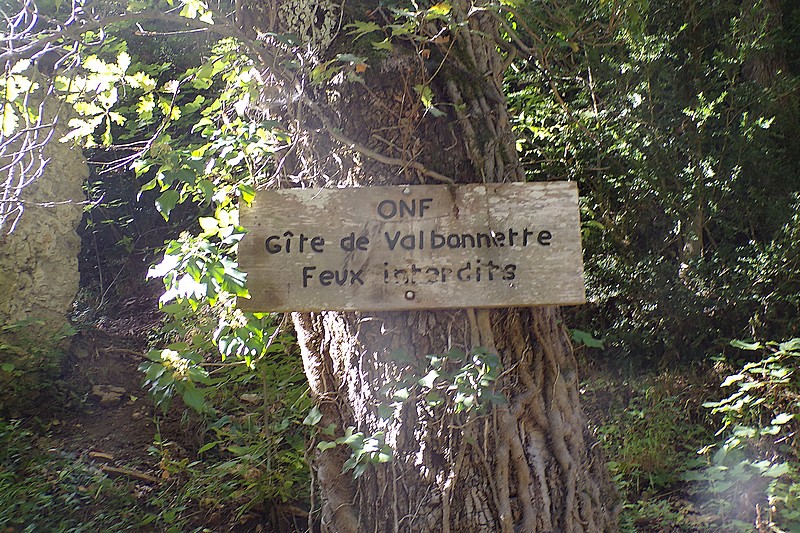 ONF
Gîte de Valbonnette
Feux interdits